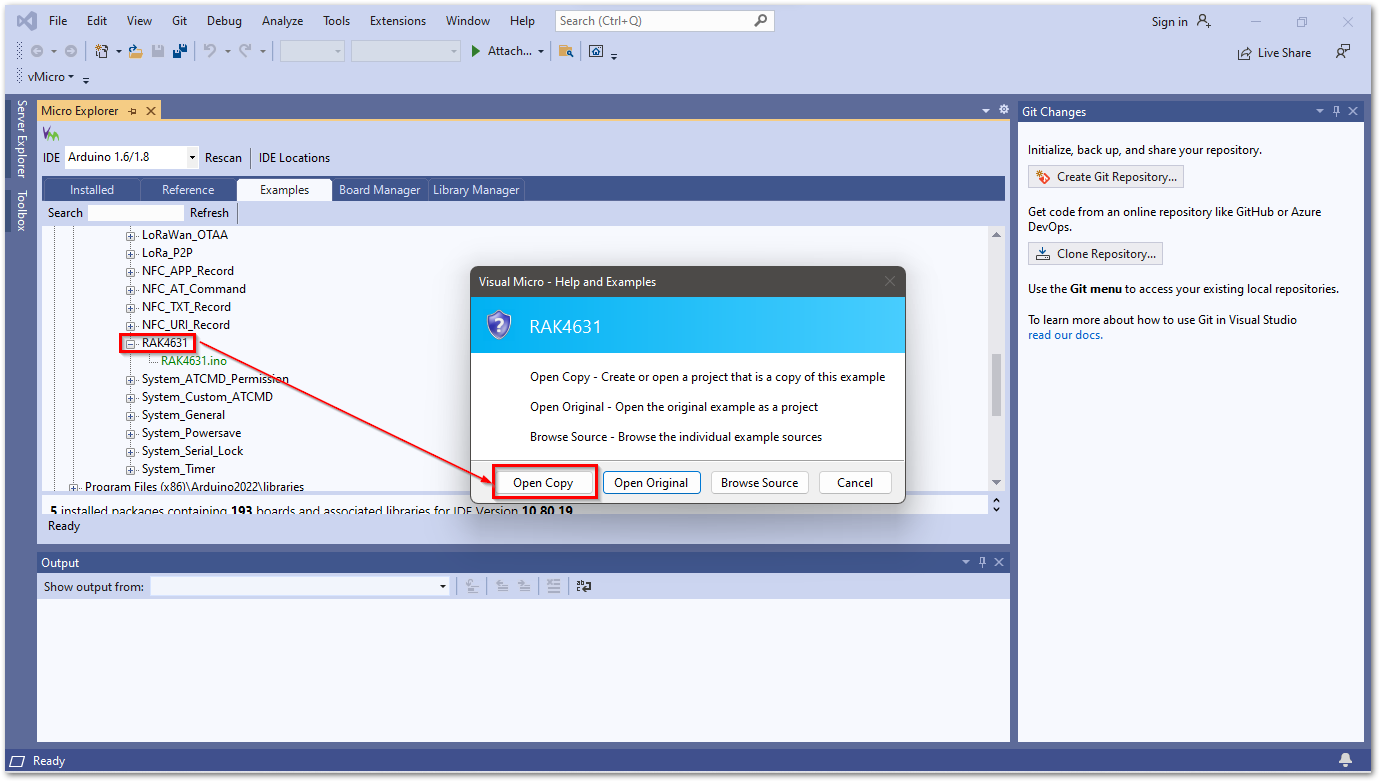 File Edit View Git Debug Analyze Tools Extensions Window Help Search (Ctrl+Q) Sign in
Attach... Live Share
vMicro
Server Explorer
Toolbox
Micro Explorer
IDE Arduino 1.6/1.8 Rescan IDE Locations
Installed Reference Examples Board Manager Library Manager
Search Refresh
LoRaWan_OTAA
LoRa_P2P
NFC_APP_Record
NFC_AT_Command
NFC_TXT_Record
NFC_URI_Record
RAK4631
RAK4631.ino
System_ATCMD_Permission
System_Custom_ATCMD
System_General
System_Powersave
System_Serial_Lock
System_Timer
Program Files (x86)\Arduino2022\libraries
5 installed packages containing 193 boards and associated libraries for IDE Version 10.80.19
Ready
Visual Micro - Help and Examples
RAK4631
Open Copy - Create or open a project that is a copy of this example
Open Original - Open the original example as a project
Browse Source - Browse the individual example sources
Open Copy Open Original Browse Source Cancel
Output
Show output from:
Git Changes
Initialize, back up, and share your repository.
Create Git Repository...
Get code from an online repository like GitHub or Azure
DevOps.
Clone Repository...
Use the Git menu to access your existing local repositories.
To learn more about how to use Git in Visual Studio
read our docs.
Ready